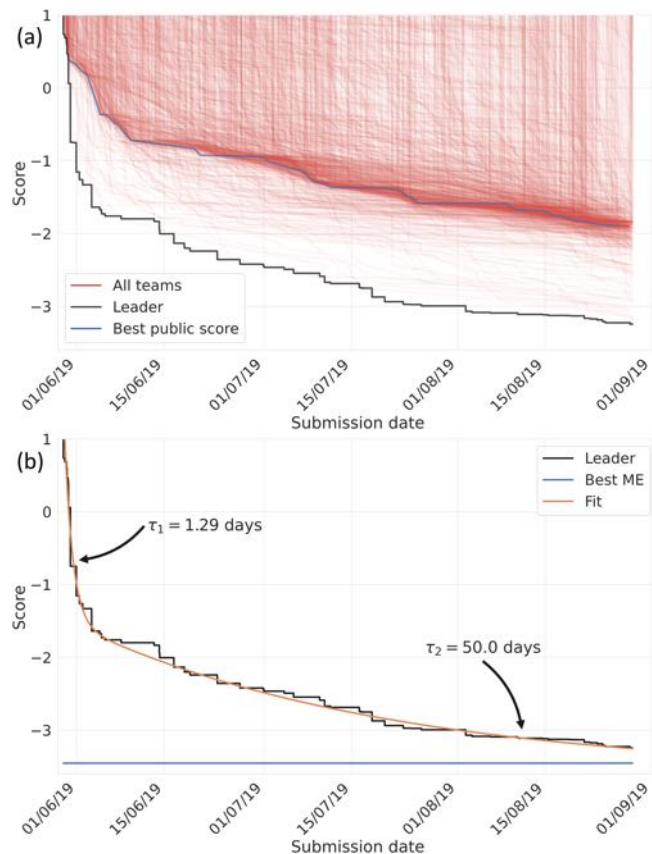 (a)
1
0
−1
−2
−3
Score
All teams
Leader
Best public score
01/06/19
15/06/19
01/07/19
15/07/19
01/08/19
15/08/19
01/09/19
Submission date
(b)
1
0
−1
−2
−3
Score
Leader
Best ME
Fit
τ1 = 1.29 days
τ2 = 50.0 days
01/06/19
15/06/19
01/07/19
15/07/19
01/08/19
15/08/19
01/09/19
Submission date